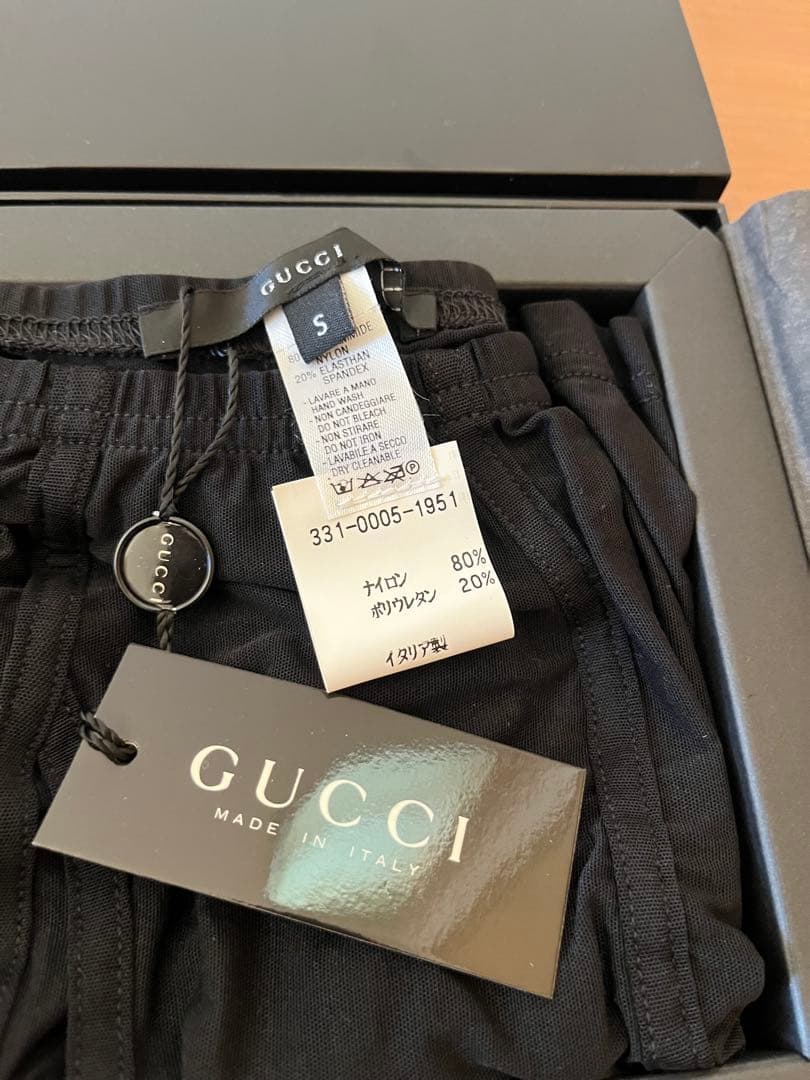 GUCCI
S
NYLON
20% ELASTHAN
SPANDEX
- LAVARE A MANO
HAND WASH
- NON CANDEGGIARE
DO NOT BLEACH
- NON STIRARE
DO NOT IRON
- LAVABILE A SECCO
DRY CLEANABLE
P
331-0005-1951
ナイロン 80%
ポリウレタン 20%
イタリア製
GUCCI
GUCCI
MADE IN ITALY